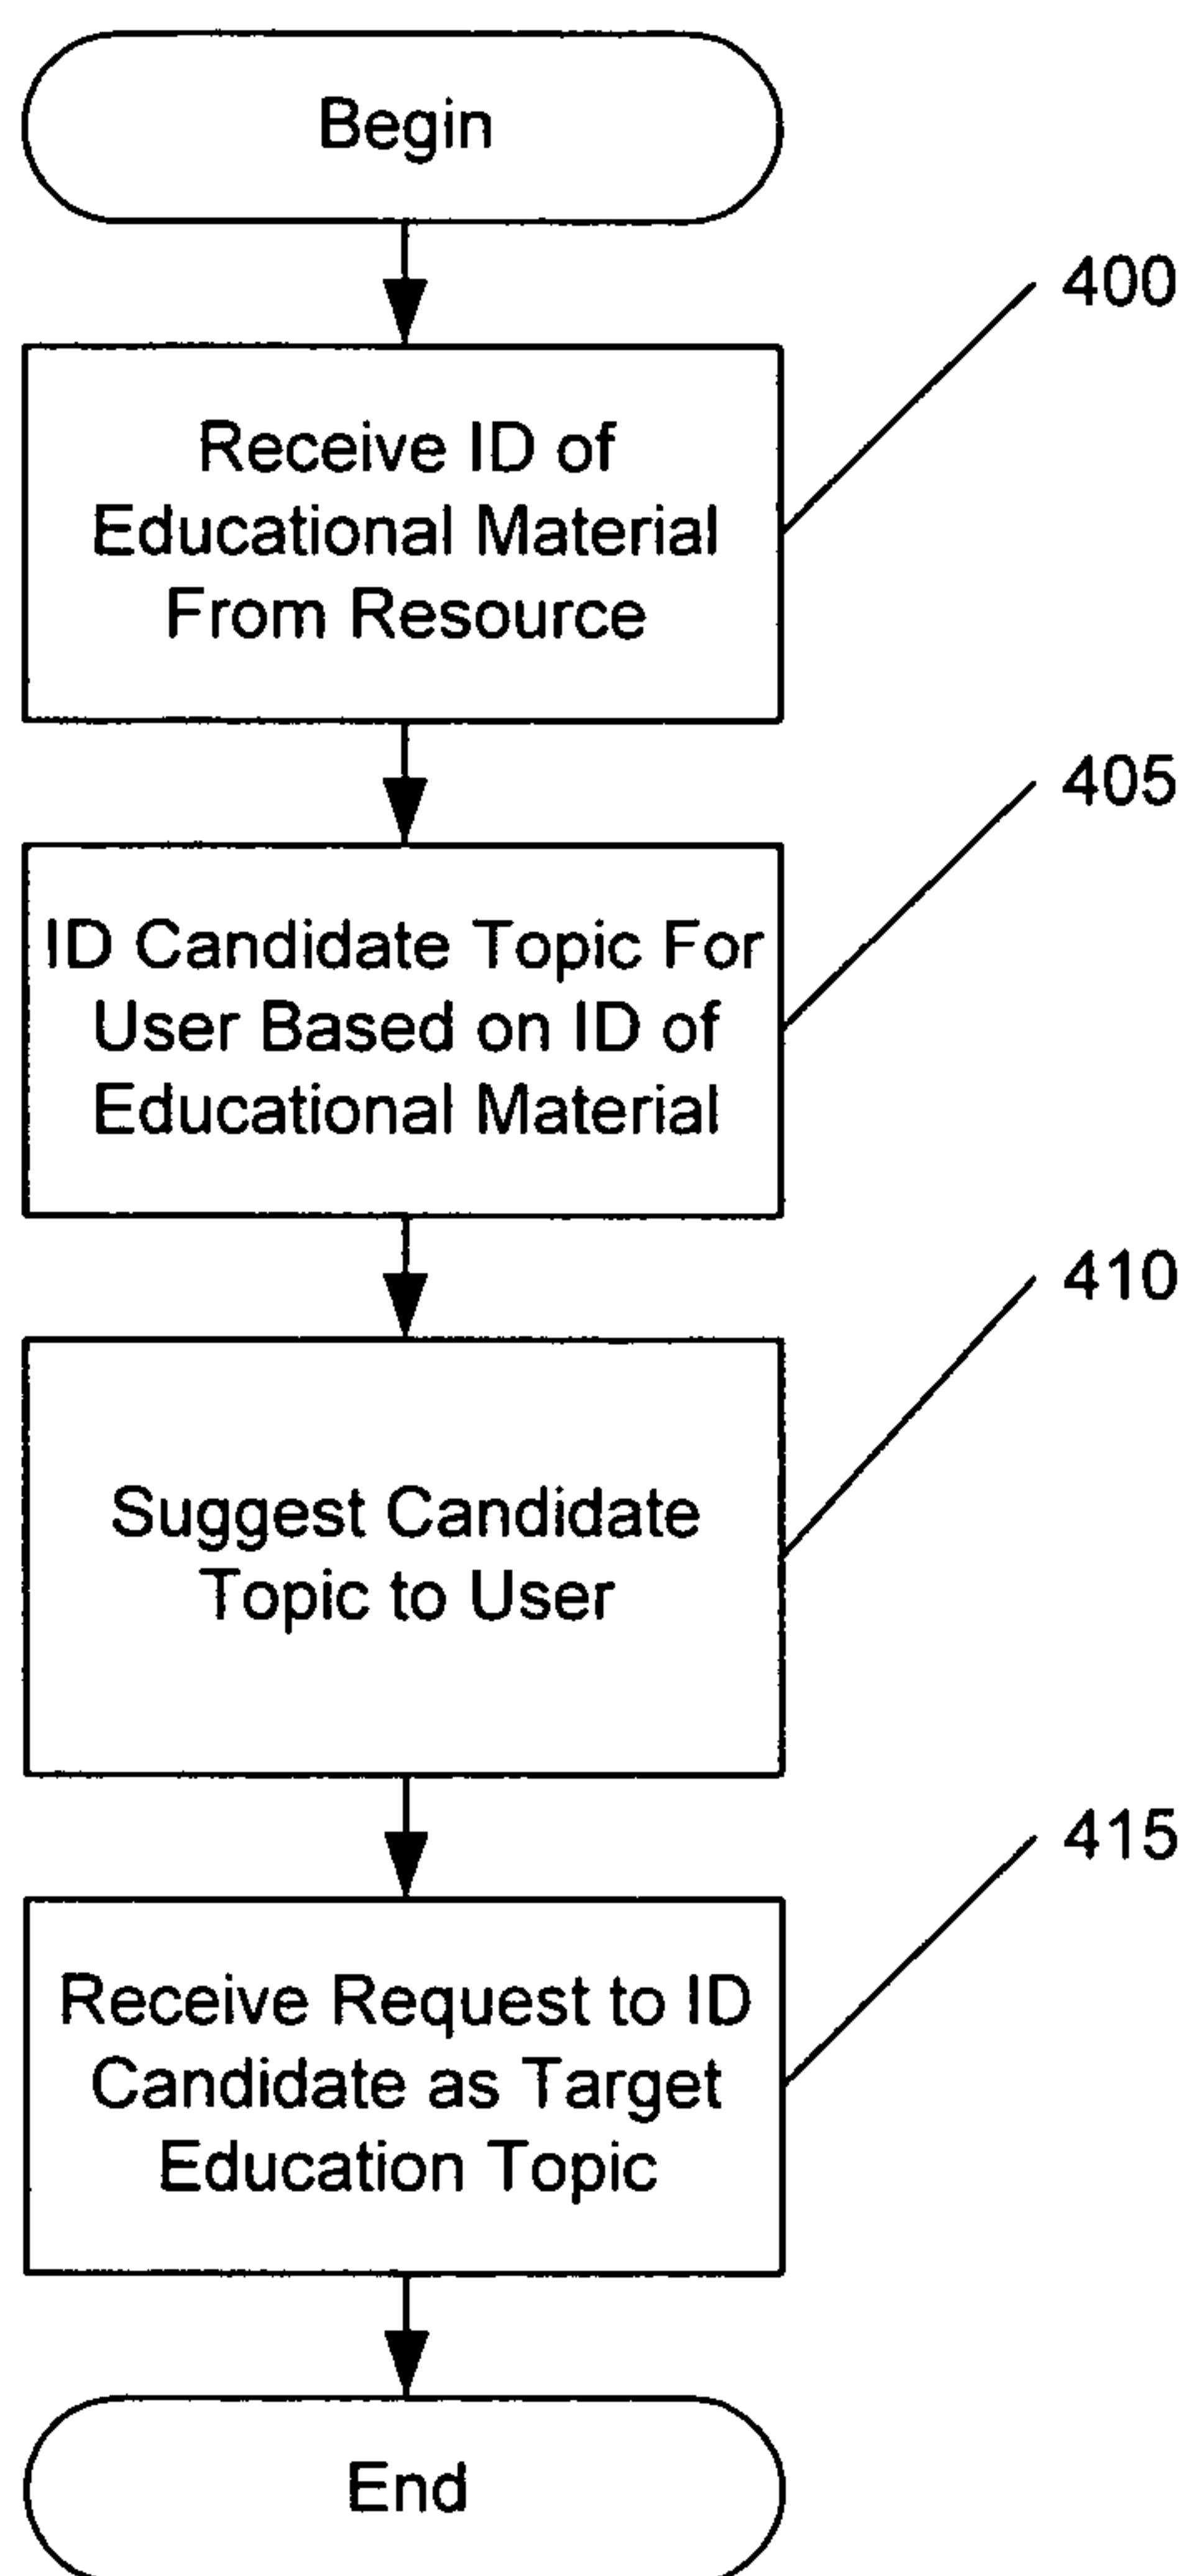 Begin
400
Receive ID of
Educational Material
From Resource
405
ID Candidate Topic For
User Based on ID of
Educational Material
410
Suggest Candidate
Topic to User
415
Receive Request to ID
Candidate as Target
Education Topic
End